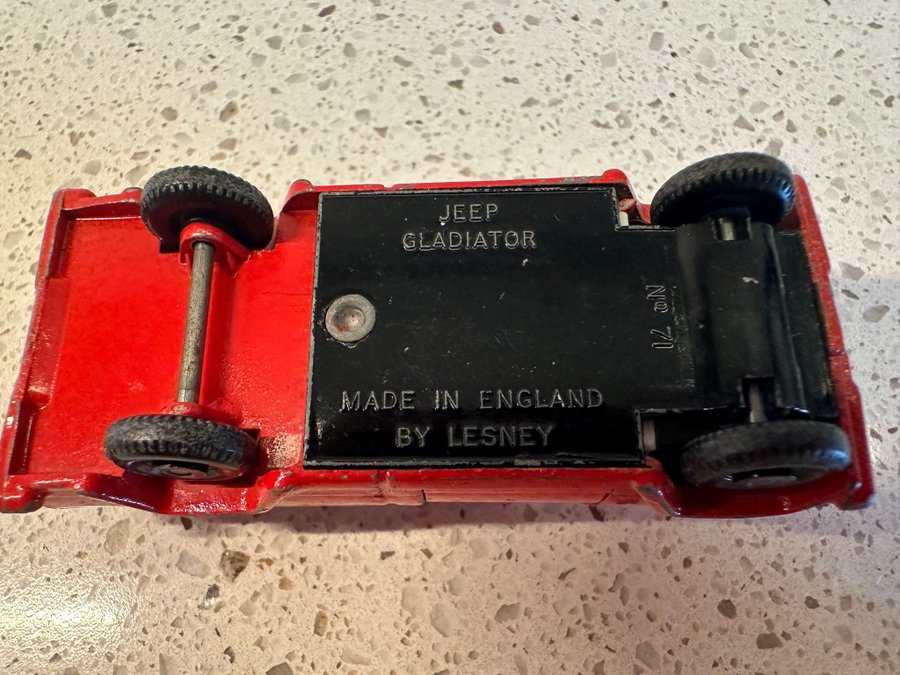 JEEP
GLADIATOR
No 71
MADE IN ENGLAND
BY LESNEY